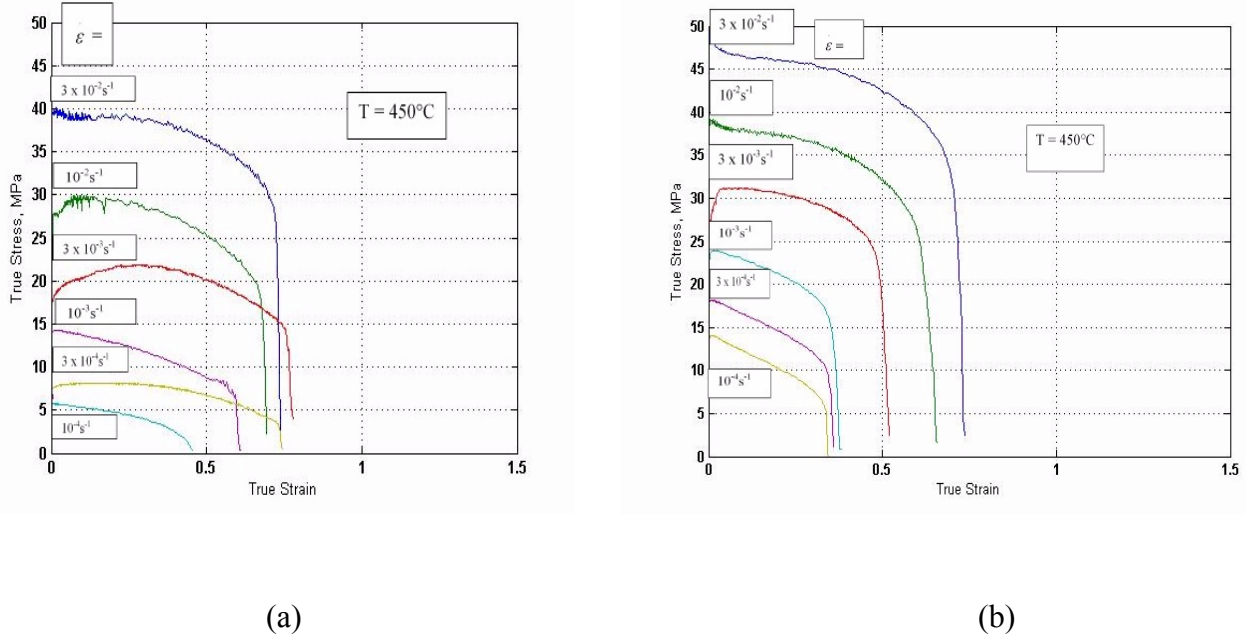 50
45
40
35
30
25
20
15
10
5
0
True Stress, MPa
ε̇ =
3 x 10⁻²s⁻¹
10⁻²s⁻¹
3 x 10⁻³s⁻¹
10⁻³s⁻¹
3 x 10⁻⁴s⁻¹
10⁻⁴s⁻¹
T = 450°C
0
0.5
1
1.5
True Strain
(a)
50
45
40
35
30
25
20
15
10
5
0
True Stress, MPa
3 x 10⁻²s⁻¹
ε̇ =
10⁻²s⁻¹
3 x 10⁻³s⁻¹
10⁻³s⁻¹
3 x 10⁻⁴s⁻¹
10⁻⁴s⁻¹
T = 450°C
0
0.5
1
1.5
True Strain
(b)